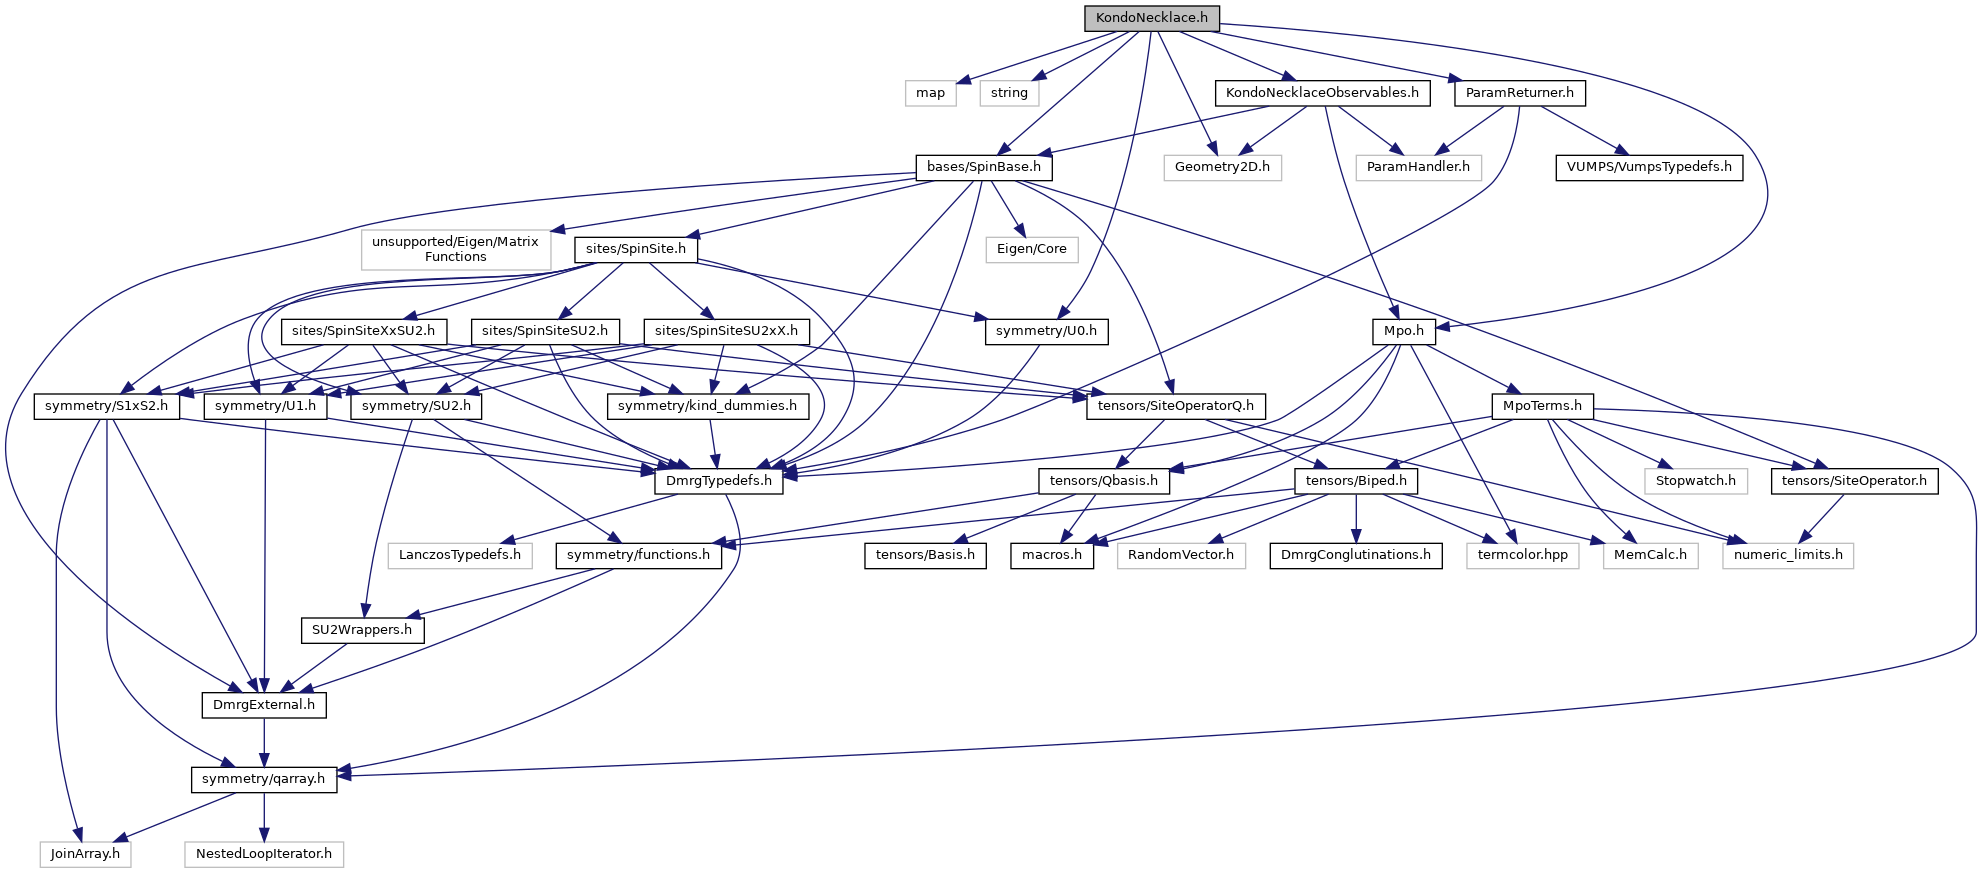 KondoNecklace.h
map
string
KondoNecklaceObservables.h
ParamReturner.h
bases/SpinBase.h
Geometry2D.h
ParamHandler.h
VUMPS/VumpsTypedefs.h
unsupported/Eigen/Matrix
Functions
sites/SpinSite.h
Eigen/Core
sites/SpinSiteXxSU2.h
sites/SpinSiteSU2.h
sites/SpinSiteSU2xX.h
symmetry/U0.h
Mpo.h
symmetry/S1xS2.h
symmetry/U1.h
symmetry/SU2.h
symmetry/kind_dummies.h
tensors/SiteOperatorQ.h
MpoTerms.h
DmrgTypedefs.h
tensors/Qbasis.h
tensors/Biped.h
Stopwatch.h
tensors/SiteOperator.h
LanczosTypedefs.h
symmetry/functions.h
tensors/Basis.h
macros.h
RandomVector.h
DmrgConglutinations.h
termcolor.hpp
MemCalc.h
numeric_limits.h
SU2Wrappers.h
DmrgExternal.h
symmetry/qarray.h
JoinArray.h
NestedLoopIterator.h